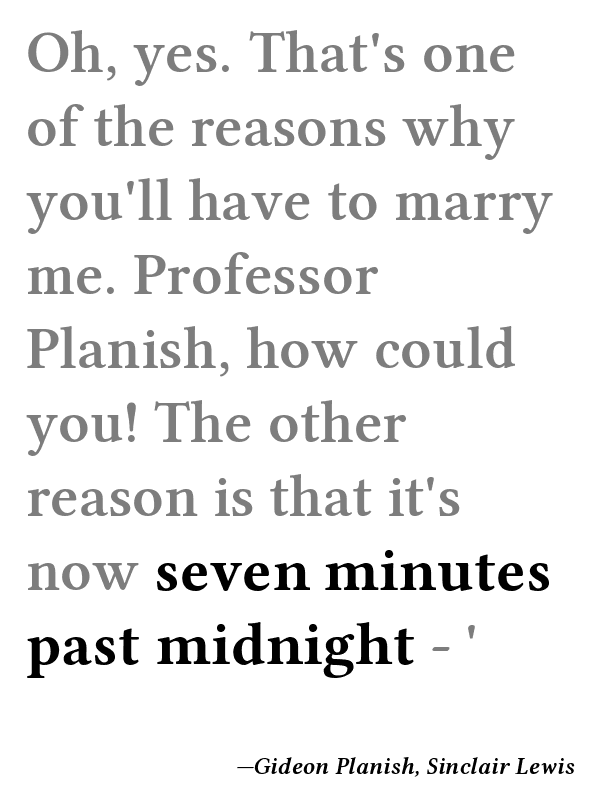 Oh, yes. That's one
of the reasons why
you'll have to marry
me. Professor
Planish, how could
you! The other
reason is that it's
now seven minutes
past midnight - '
—Gideon Planish, Sinclair Lewis